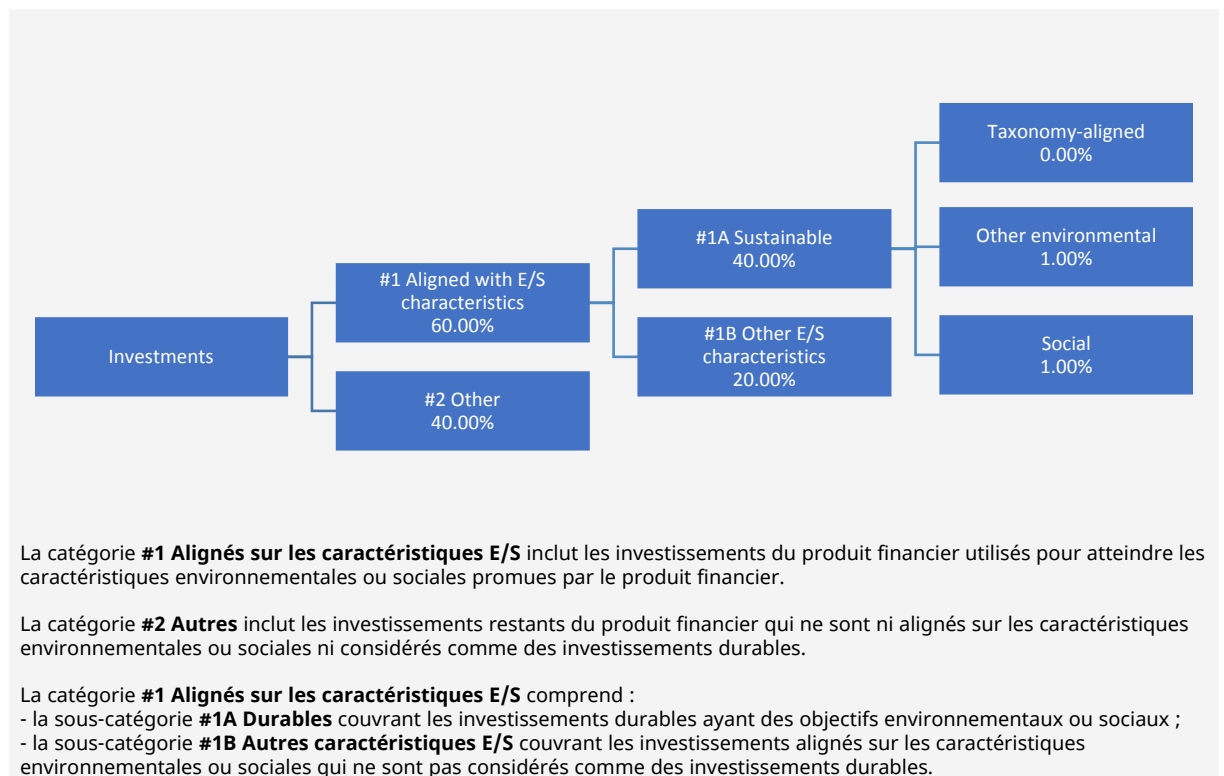 Taxonomy-aligned
0.00%
#1A Sustainable
40.00%
Other environmental
1.00%
#1 Aligned with E/S
characteristics
60.00%
Investments
#1B Other E/S
characteristics
20.00%
Social
1.00%
#2 Other
40.00%
La catégorie #1 Alignés sur les caractéristiques E/S inclut les investissements du produit financier utilisés pour atteindre les
caractéristiques environnementales ou sociales promues par le produit financier.
La catégorie #2 Autres inclut les investissements restants du produit financier qui ne sont ni alignés sur les caractéristiques
environnementales ou sociales ni considérés comme des investissements durables.
La catégorie #1 Alignés sur les caractéristiques E/S comprend :
- la sous-catégorie #1A Durables couvrant les investissements durables ayant des objectifs environnementaux ou sociaux ;
- la sous-catégorie #1B Autres caractéristiques E/S couvrant les investissements alignés sur les caractéristiques
environnementales ou sociales qui ne sont pas considérés comme des investissements durables.